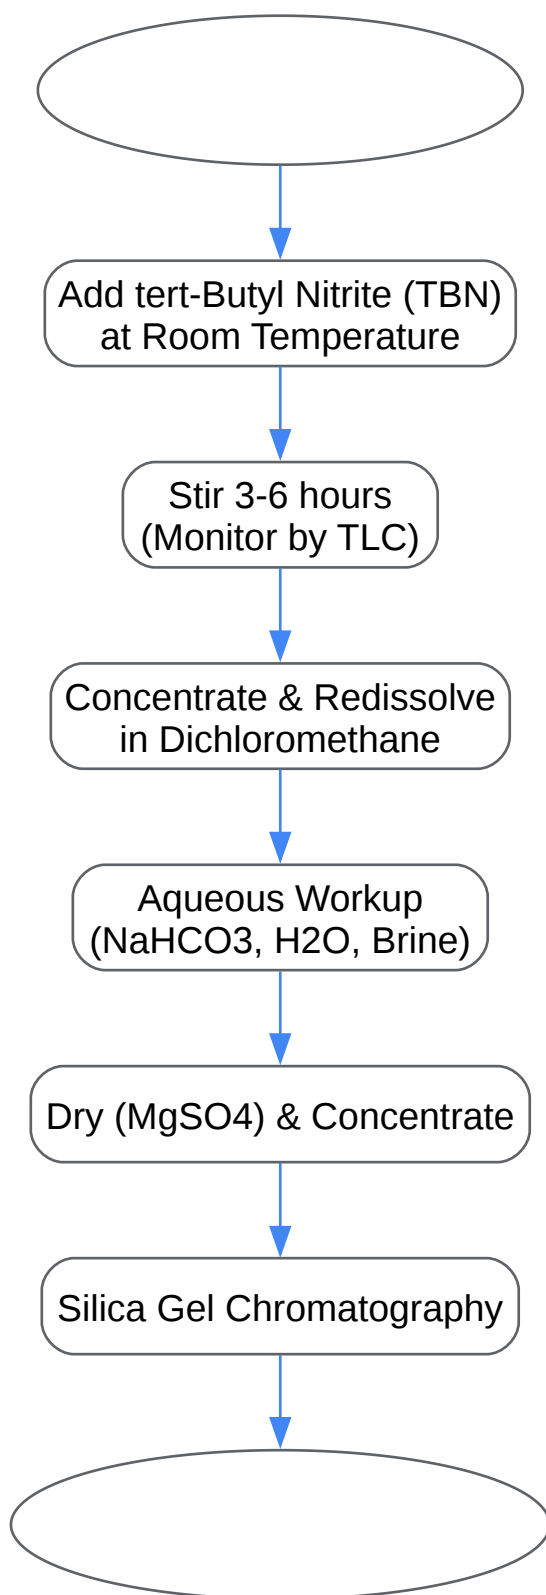 Add tert-Butyl Nitrite (TBN)
at Room Temperature
Stir 3-6 hours
(Monitor by TLC)
Concentrate & Redissolve
in Dichloromethane
Aqueous Workup
(NaHCO3, H2O, Brine)
Dry (MgSO4) & Concentrate
Silica Gel Chromatography